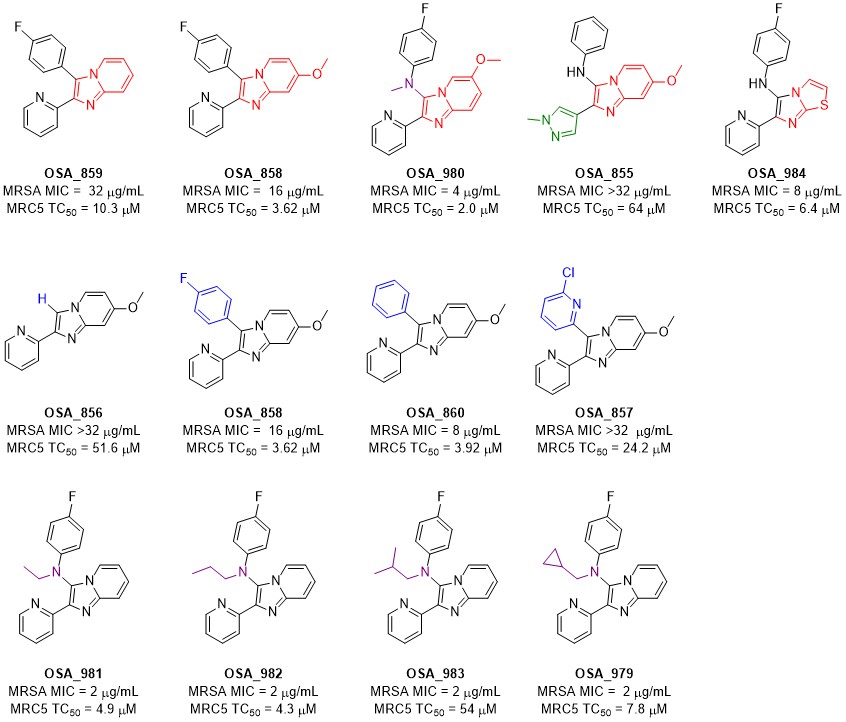 F
N
N
N
OSA_859
MRSA MIC = 32 µg/mL
MRC5 TC50 = 10.3 µM
F
N
N
N
O
OSA_858
MRSA MIC = 16 µg/mL
MRC5 TC50 = 3.62 µM
F
N
O
N
N
N
OSA_980
MRSA MIC = 4 µg/mL
MRC5 TC50 = 2.0 µM
HN
N
O
N
N
N
OSA_855
MRSA MIC >32 µg/mL
MRC5 TC50 = 64 µM
F
HN
N
N
N
S
OSA_984
MRSA MIC = 8 µg/mL
MRC5 TC50 = 6.4 µM
H
N
O
N
N
OSA_856
MRSA MIC >32 µg/mL
MRC5 TC50 = 51.6 µM
F
N
O
N
N
OSA_858
MRSA MIC = 16 µg/mL
MRC5 TC50 = 3.62 µM
N
O
N
N
OSA_860
MRSA MIC = 8 µg/mL
MRC5 TC50 = 3.92 µM
Cl
N
N
O
N
N
OSA_857
MRSA MIC >32 µg/mL
MRC5 TC50 = 24.2 µM
F
N
N
N
N
OSA_981
MRSA MIC = 2 µg/mL
MRC5 TC50 = 4.9 µM
F
N
N
N
N
OSA_982
MRSA MIC = 2 µg/mL
MRC5 TC50 = 4.3 µM
F
N
N
N
N
OSA_983
MRSA MIC = 2 µg/mL
MRC5 TC50 = 54 µM
F
N
N
N
N
OSA_979
MRSA MIC = 2 µg/mL
MRC5 TC50 = 7.8 µM